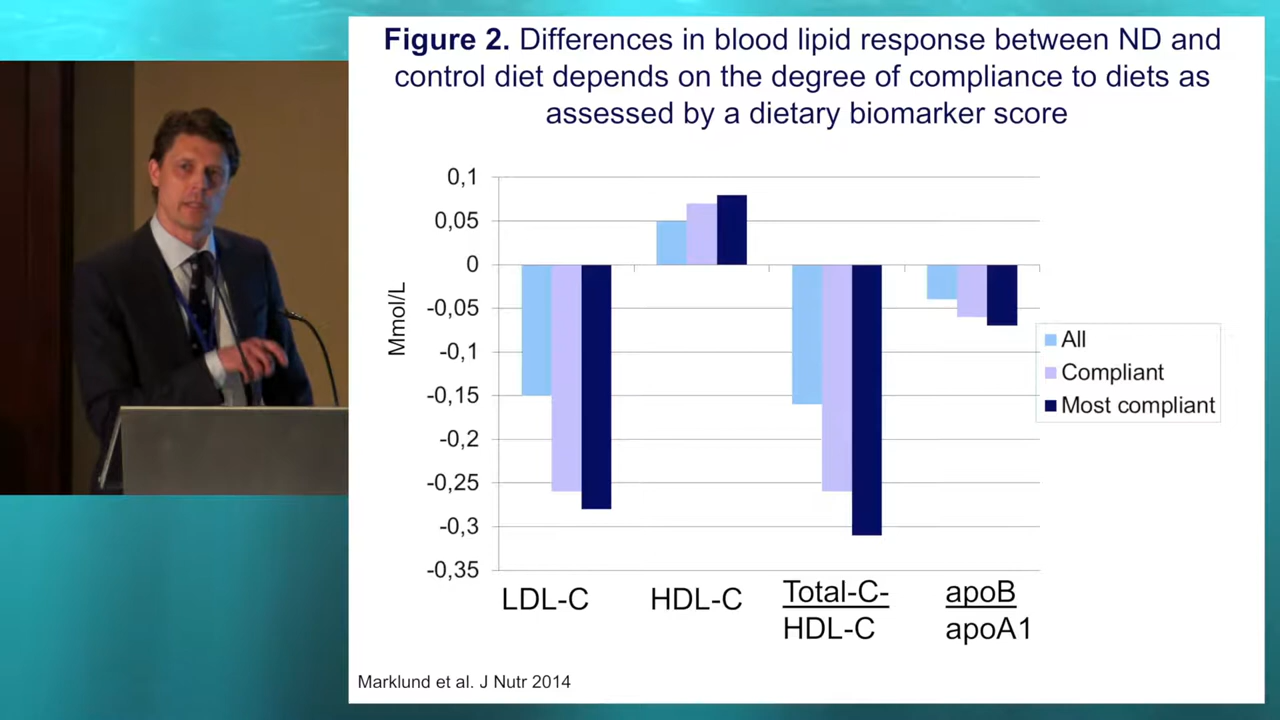 Figure 2. Differences in blood lipid response between ND and
control diet depends on the degree of compliance to diets as
assessed by a dietary biomarker score
0,1
0,05
0
-0,05
-0,1
-0,15
-0,2
-0,25
-0,3
-0,35
Mmol/L
All
Compliant
Most compliant
LDL-C
HDL-C
Total-C-
HDL-C
apoB
apoA1
Marklund et al. J Nutr 2014